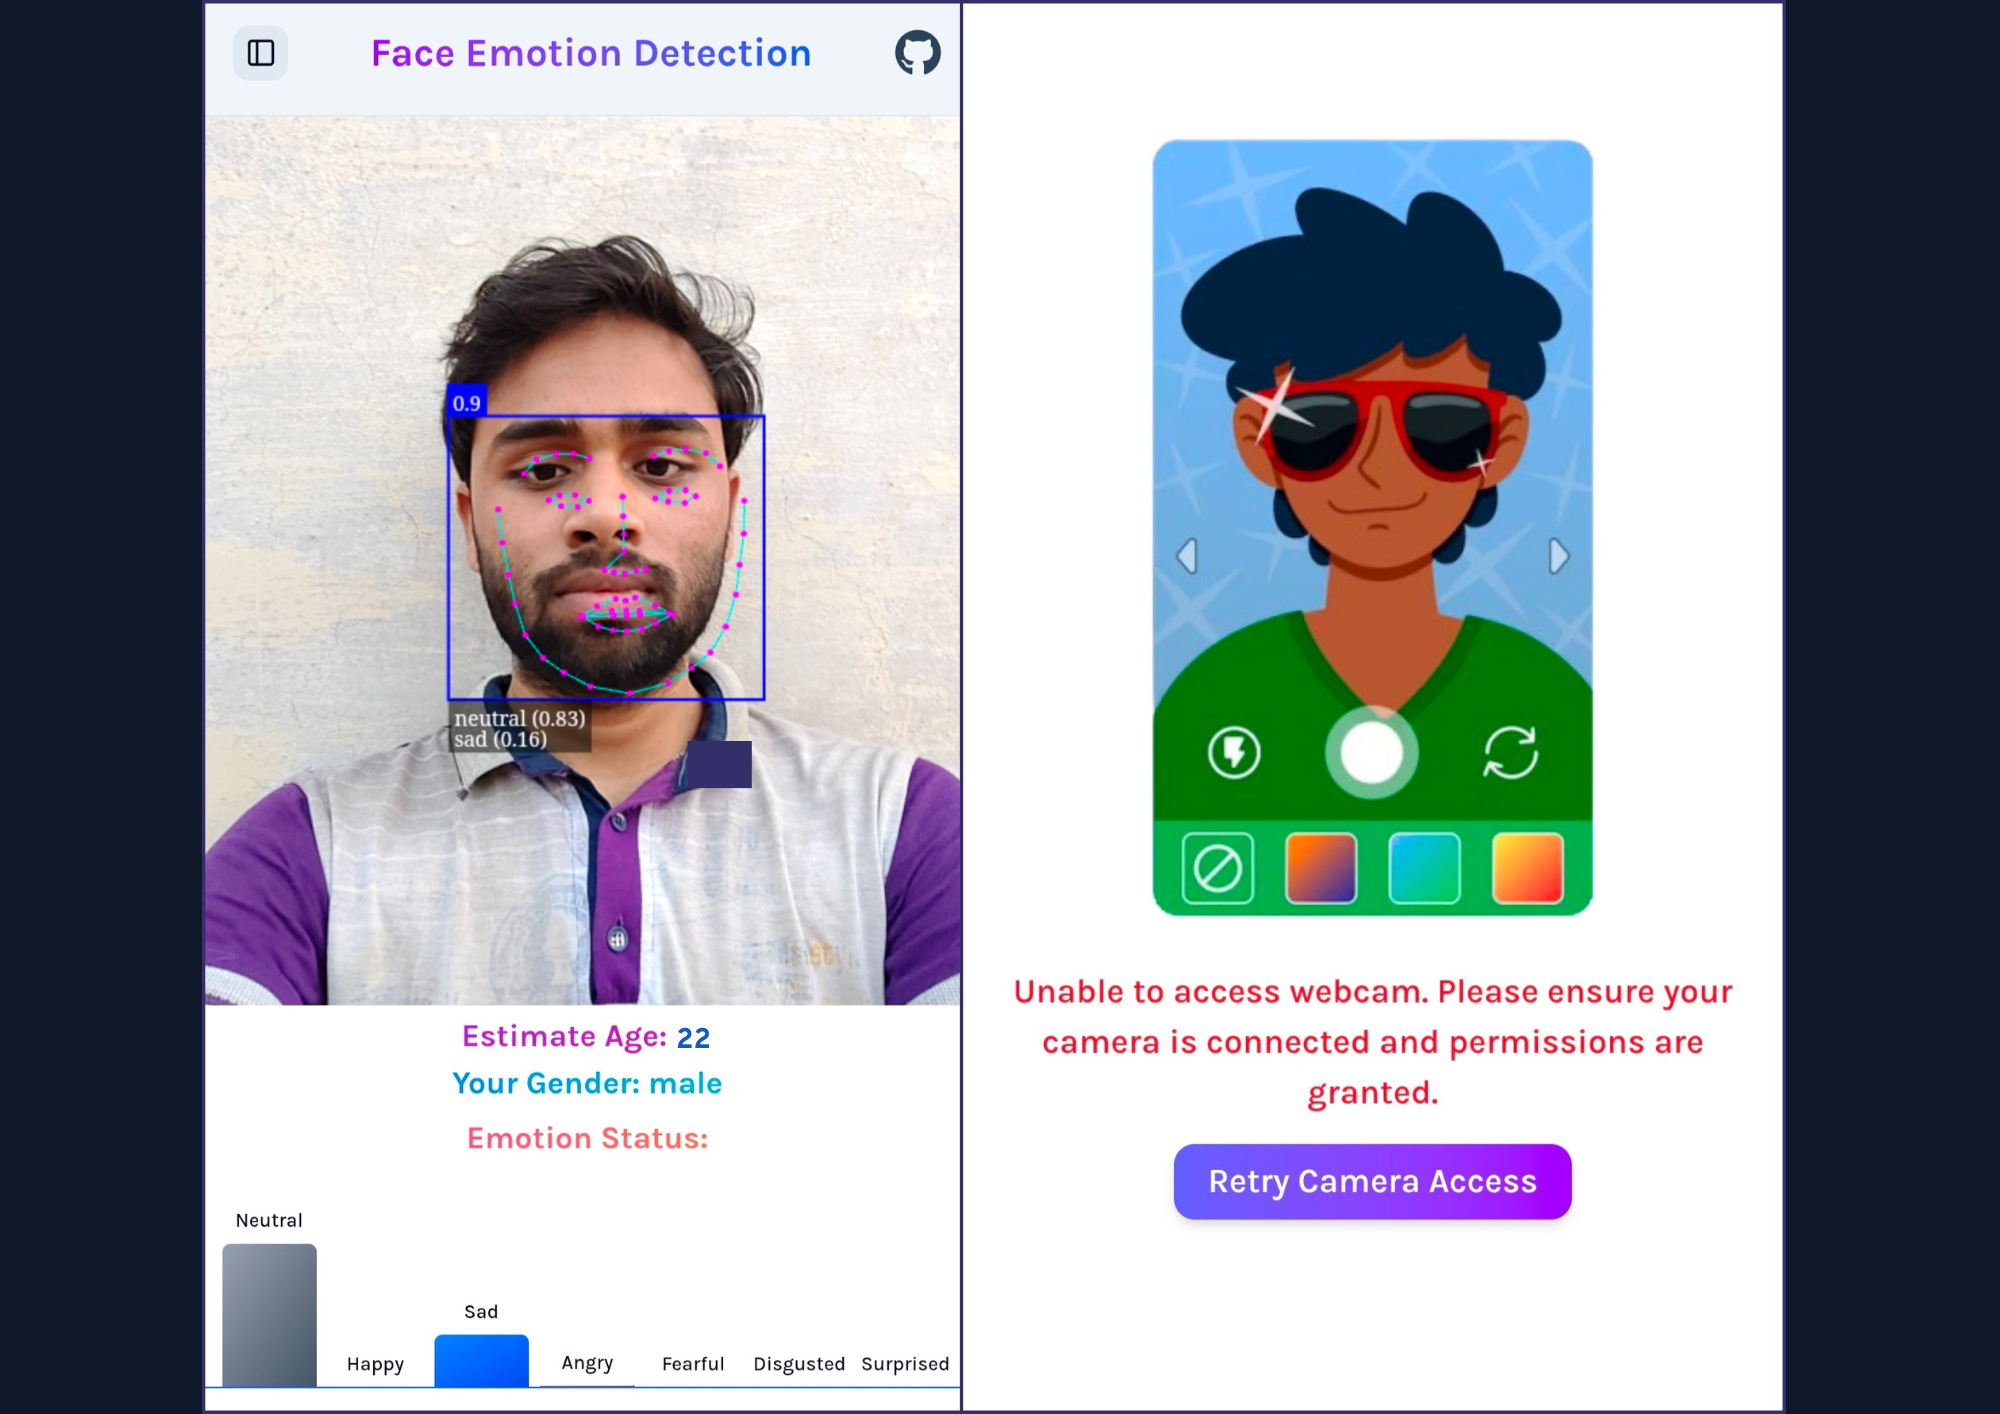 Face Emotion Detection
0.9
neutral (0.83)
sad (0.16)
Estimate Age: 22
Your Gender: male
Emotion Status:
Neutral
Sad
Happy
Angry
Fearful
Disgusted
Surprised
Unable to access webcam. Please ensure your
camera is connected and permissions are
granted.
Retry Camera Access